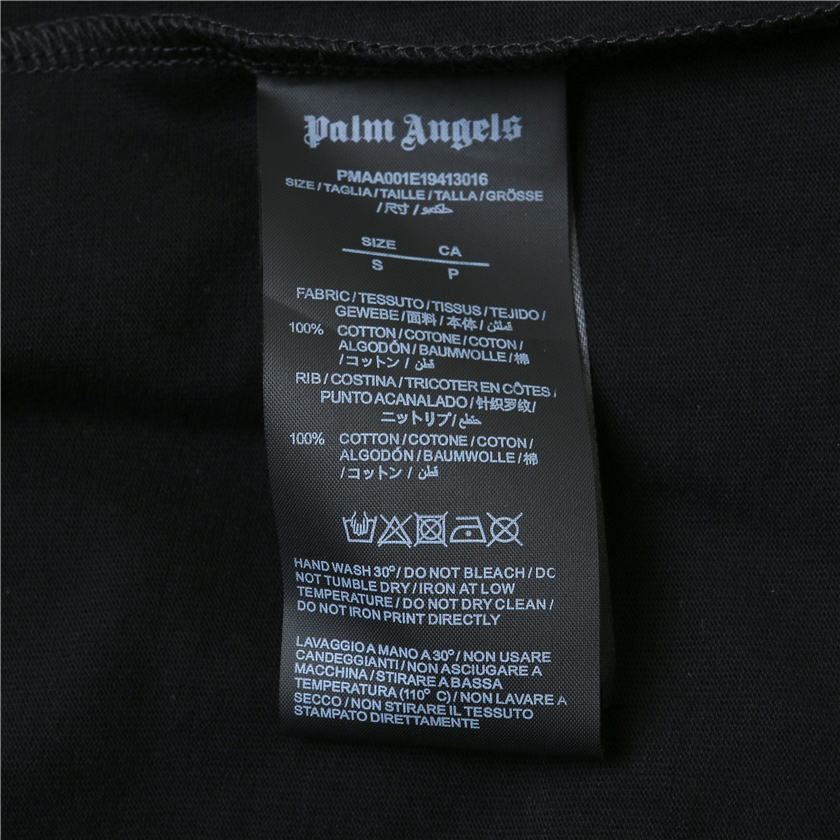 Palm Angels
PMAA001E19413016
SIZE / TAGLIA / TAILLE / TALLA / GRÖSSE
/ 尺寸 /
SIZE CA
S P
FABRIC / TESSUTO / TISSUS / TEJIDO /
GEWEBE / 面料 / 本体 / قطن
100% COTTON / COTONE / COTON /
ALGODÓN / BAUMWOLLE / 棉
/ コットン / قطن
RIB / COSTINA / TRICOTER EN CÔTES /
PUNTO ACANALADO / 针织罗纹/
ニットリブ/
100% COTTON / COTONE / COTON /
ALGODÓN / BAUMWOLLE / 棉
/ コットン / قطن
HAND WASH 30°/ DO NOT BLEACH / DO
NOT TUMBLE DRY / IRON AT LOW
TEMPERATURE / DO NOT DRY CLEAN /
DO NOT IRON PRINT DIRECTLY
LAVAGGIO A MANO A 30°/ NON USARE
CANDEGGIANTI / NON ASCIUGARE A
MACCHINA / STIRARE A BASSA
TEMPERATURA (110° C) / NON LAVARE A
SECCO / NON STIRARE IL TESSUTO
STAMPATO DIRETTAMENTE